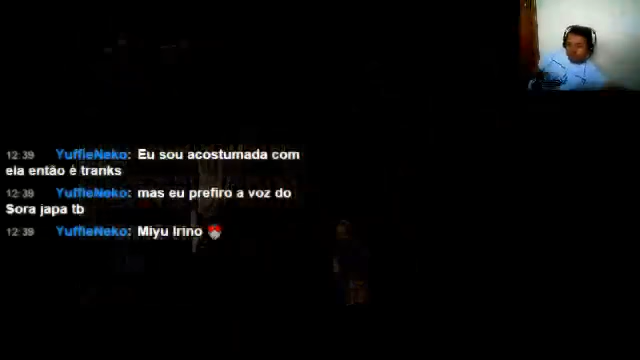 12:39 YuffieNeko: Eu sou acostumada com
ela então é tranks
12:39 YuffieNeko: mas eu prefiro a voz do
Sora japa tb
12:39 YuffieNeko: Miyu Irino